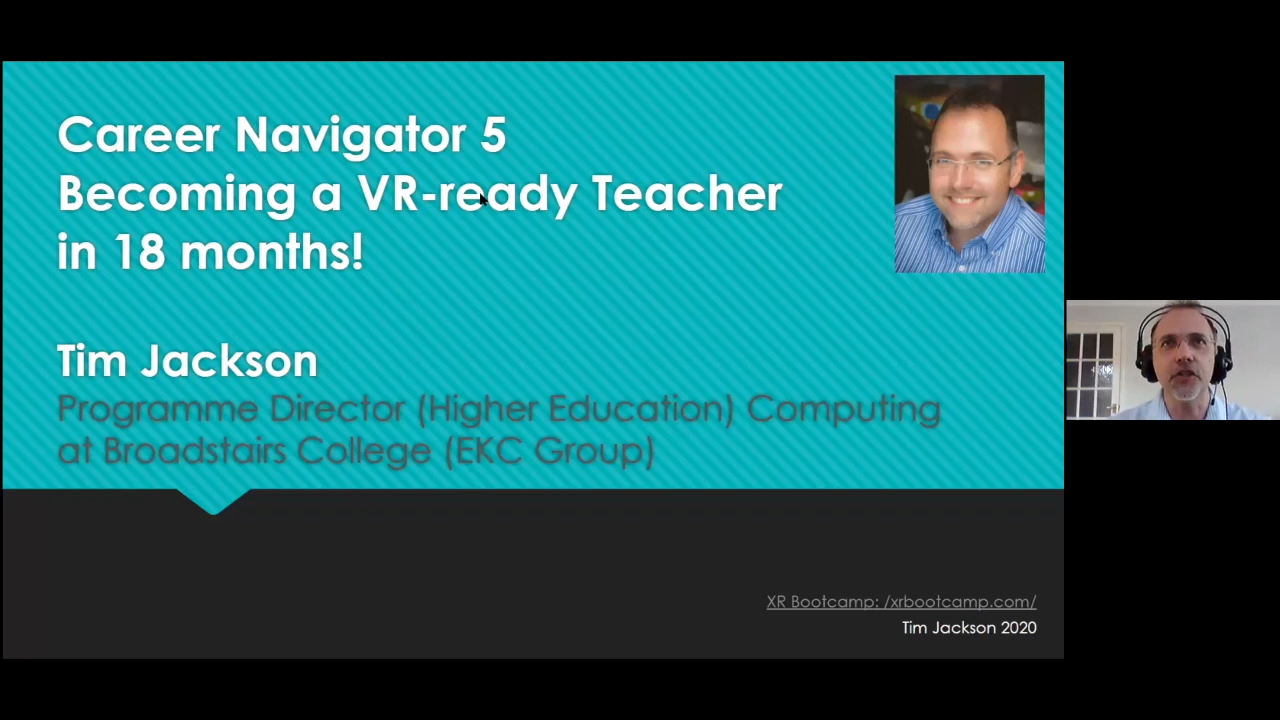 Career Navigator 5
Becoming a VR-ready Teacher
in 18 months!
Tim Jackson
Programme Director (Higher Education) Computing
at Broadstairs College (EKC Group)
XR Bootcamp: /xrbootcamp.com/
Tim Jackson 2020